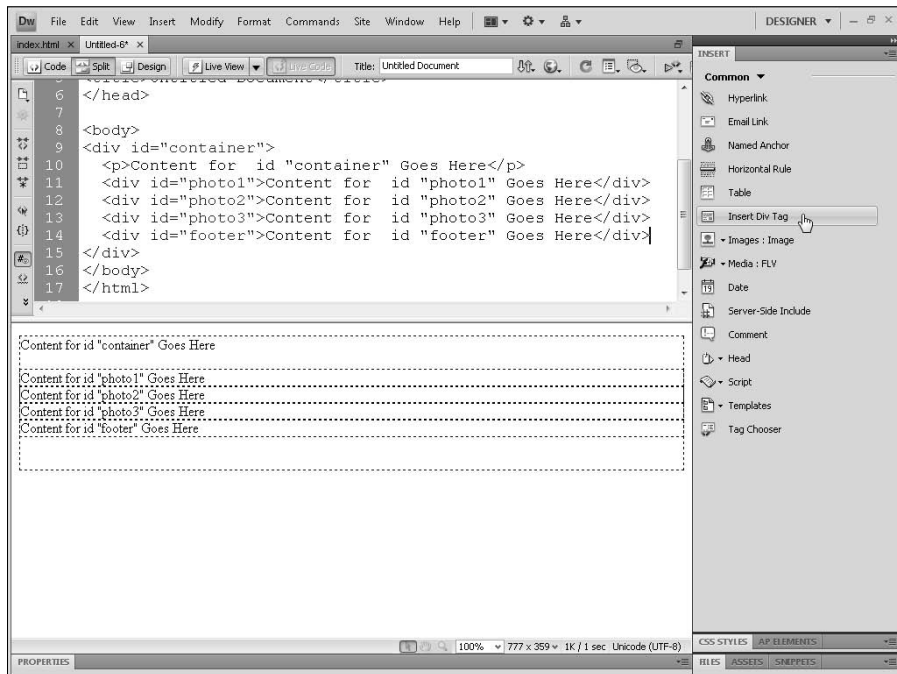 Dw File Edit View Insert Modify Format Commands Site Window Help DESIGNER
index.html × Untitled-6* ×
Code Split Design Live View Live Code Title: Untitled Document
5 <title>Untitled Document</title>
6 </head>
7
8 <body>
9 <div id="container">
10 <p>Content for  id "container" Goes Here</p>
11 <div id="photo1">Content for  id "photo1" Goes Here</div>
12 <div id="photo2">Content for  id "photo2" Goes Here</div>
13 <div id="photo3">Content for  id "photo3" Goes Here</div>
14 <div id="footer">Content for  id "footer" Goes Here</div>
15 </div>
16 </body>
17 </html>
Content for id "container" Goes Here
Content for id "photo1" Goes Here
Content for id "photo2" Goes Here
Content for id "photo3" Goes Here
Content for id "footer" Goes Here
100% 777 x 359 1K / 1 sec Unicode (UTF-8)
PROPERTIES
INSERT
Common
Hyperlink
Email Link
Named Anchor
Horizontal Rule
Table
Insert Div Tag
Images : Image
Media : FLV
19 Date
Server-Side Include
Comment
Head
Script
Templates
Tag Chooser
CSS STYLES AP ELEMENTS
FILES ASSETS SNIPPETS